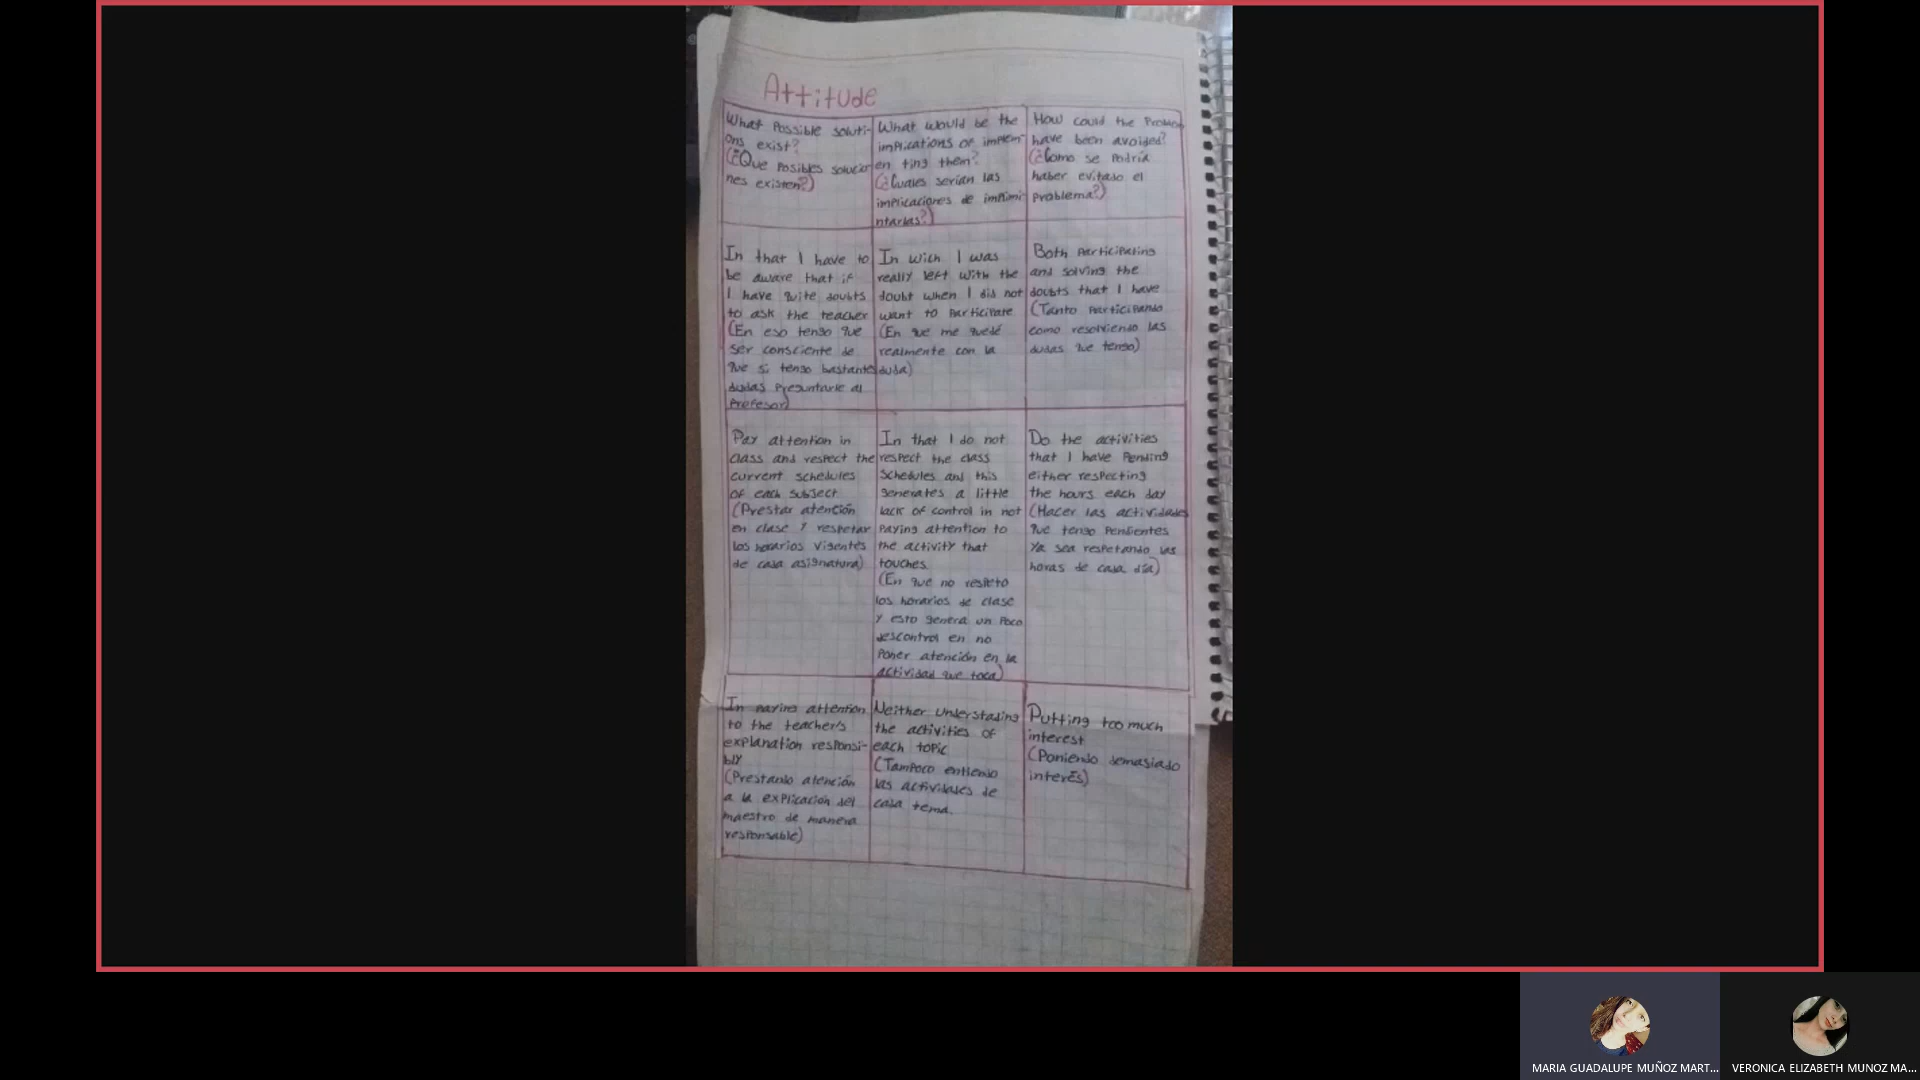 Attitude
What Possible soluti-
ons exist?
(¿Que Posibles solucio
nes existen?)
What would be the
implications of implem-
en ting them?
(¿Cuales serian las
implicaciones de implimi-
ntarlas?)
How could the Problem
have been avoided?
(¿Como se Podria
haber evitado el
problema?)
In that I have to
be aware that if
I have quite doubts
to ask the teacher
(En eso tengo que
ser consciente de
que si tengo bastantes
dudas Preguntarle al
Profesor)
In wich I was
really left with the
doubt when I did not
want to Participate
(En que me quedé
realmente con la
duda)
Both Participating
and solving the
doubts that I have
(Tanto Participando
como resolviendo las
dudas que tengo)
Pay attention in
class and respect the
current schedules
of each subject
(Prestar atención
en clase Y respetar
los horarios vigentes
de cada asignatura)
In that I do not
respect the class
schedules and this
generates a little
lack of control in not
paying attention to
the activity that
touches.
(En que no respeto
los horarios de clase
Y esto genera un Poco
descontrol en no
Poner atención en la
actividad que toca)
Do the activities
that I have Pending
either respecting
the hours each day
(Hacer las actividades
que tengo Pendientes
Ya sea respetando las
horas de cada día)
In paying attention
to the teacher's
explanation responsi-
bly
(Prestando atención
a la explicación del
maestro de manera
responsable)
Neither understading
the activities of
each topic
(Tampoco entiendo
las actividades de
cada tema.
Putting too much
interest
(Poniendo demasiado
interés)
MARIA GUADALUPE MUÑOZ MART...
VERONICA ELIZABETH MUNOZ MA...